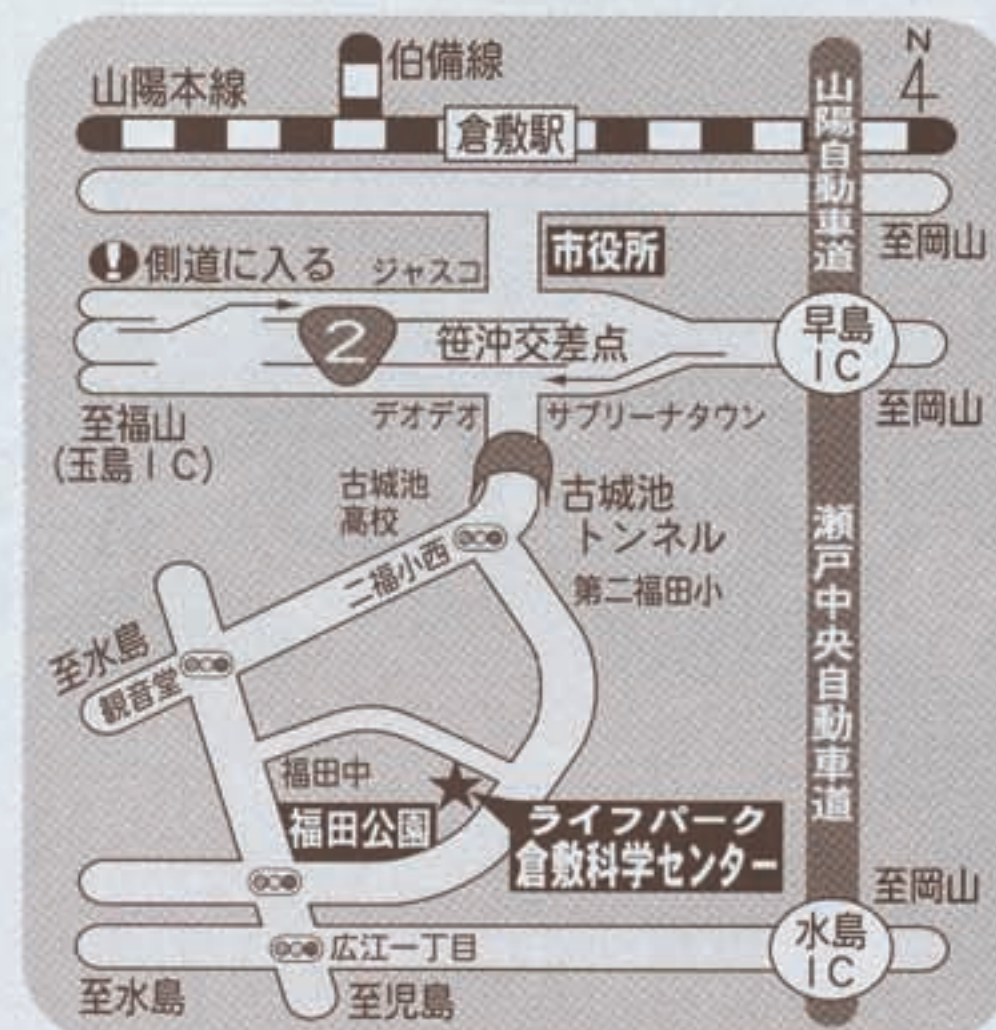 伯備線
山陽本線
倉敷駅
N
山陽自動車道
至岡山
市役所
!側道に入る
ジャスコ
2
笹沖交差点
早島
IC
至福山
(玉島IC)
デオデオ
サブリーナタウン
至岡山
古城池
高校
古城池
トンネル
二福小西
第二福田小
瀬戸中央自動車道
至水島
観音堂
福田中
福田公園
ライフパーク
倉敷科学センター
至岡山
水島
IC
広江一丁目
至水島
至児島